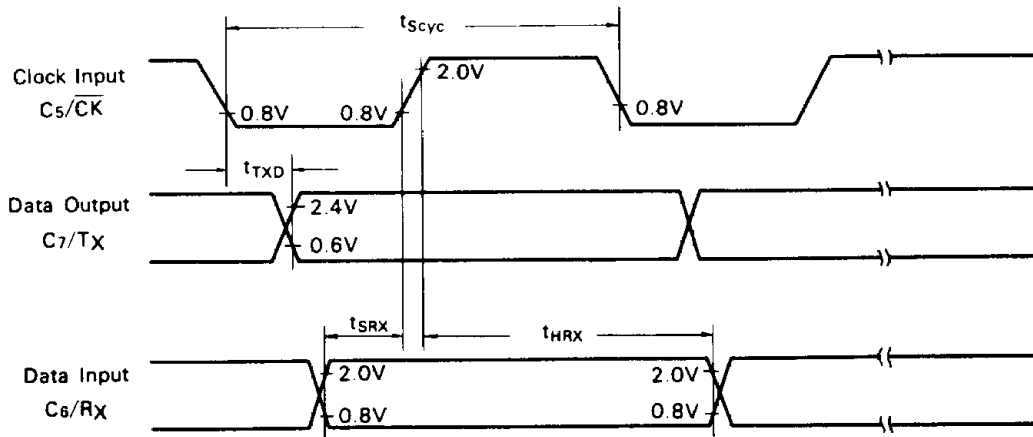 tScyc
Clock Input
C5/CK
2.0V
0.8V
0.8V
0.8V
tTXD
Data Output
C7/TX
2.4V
0.6V
tSRX
tHRX
Data Input
C6/RX
2.0V
2.0V
0.8V
0.8V